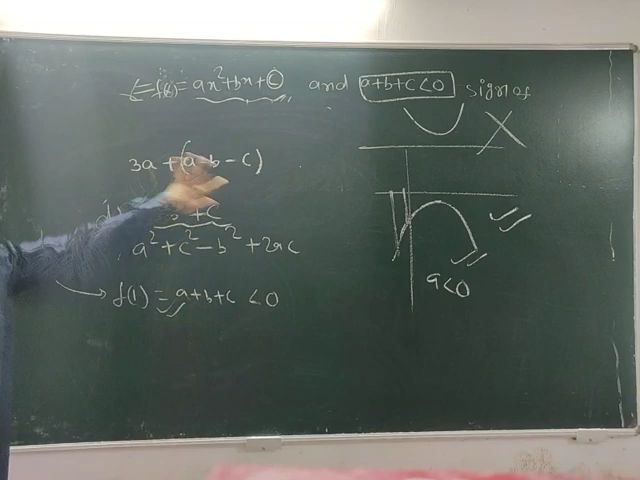 f(x) = ax²+bx+c and a+b+c<0 sign of
3a + (a-b-c)
+c
a²+c²-b²+2ac
f(1) = a+b+c <0
a<0